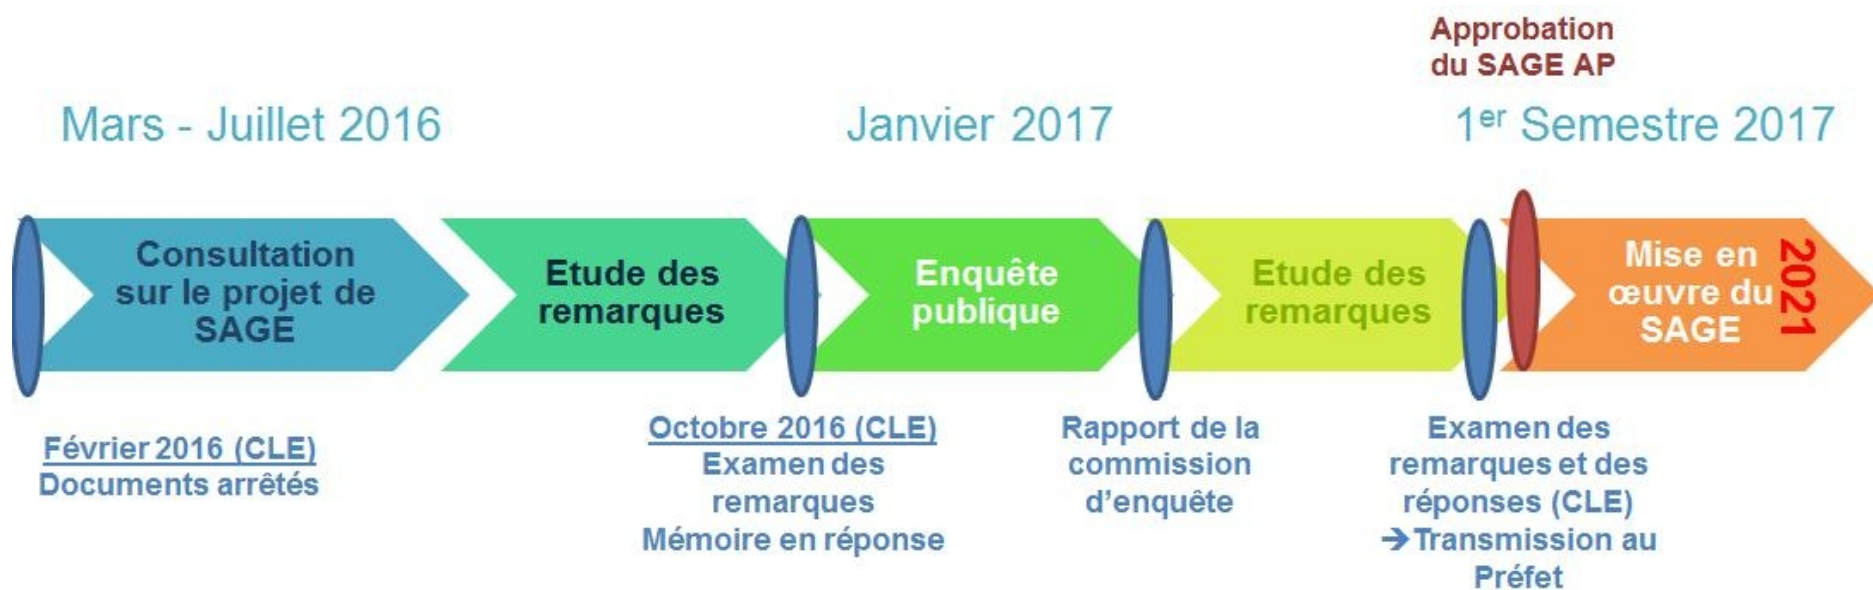 Approbation
du SAGE AP
Mars - Juillet 2016
Janvier 2017
1er Semestre 2017
Consultation
sur le projet de
SAGE
Etude des
remarques
Enquête
publique
Etude des
remarques
Mise en
œuvre du
SAGE
2021
Février 2016 (CLE)
Documents arrêtés
Octobre 2016 (CLE)
Examen des
remarques
Mémoire en réponse
Rapport de la
commission
d'enquête
Examen des
remarques et des
réponses (CLE)
➔Transmission au
Préfet